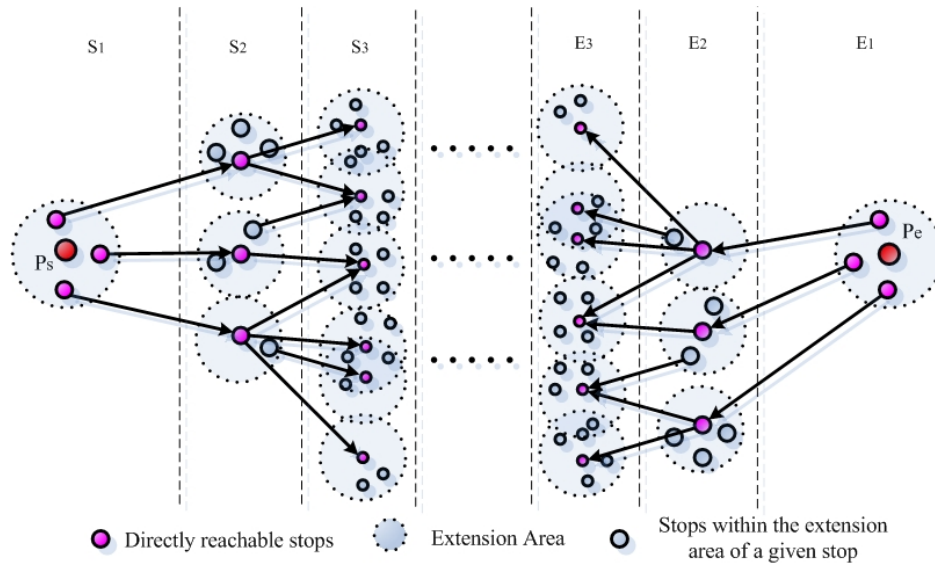 S1
S2
S3
E3
E2
E1
Ps
Pe
Directly reachable stops
Extension Area
Stops within the extension
area of a given stop